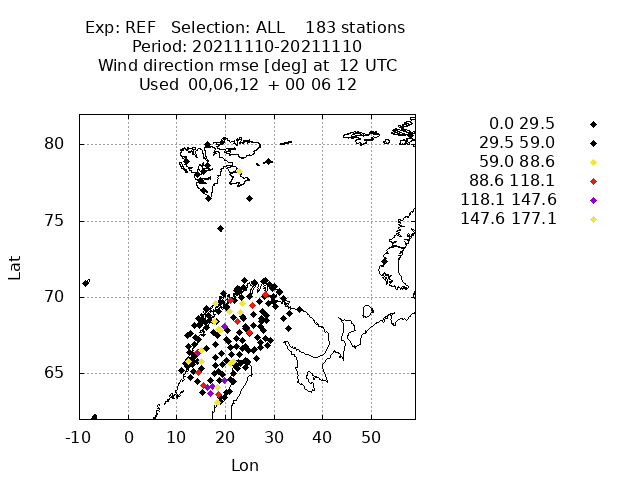 Exp: REF   Selection: ALL    183 stations
Period: 20211110-20211110
Wind direction rmse [deg] at  12 UTC
Used  00,06,12  + 00 06 12
0.0 29.5
29.5 59.0
59.0 88.6
88.6 118.1
118.1 147.6
147.6 177.1
80
75
70
65
Lat
-10 0 10 20 30 40 50
Lon